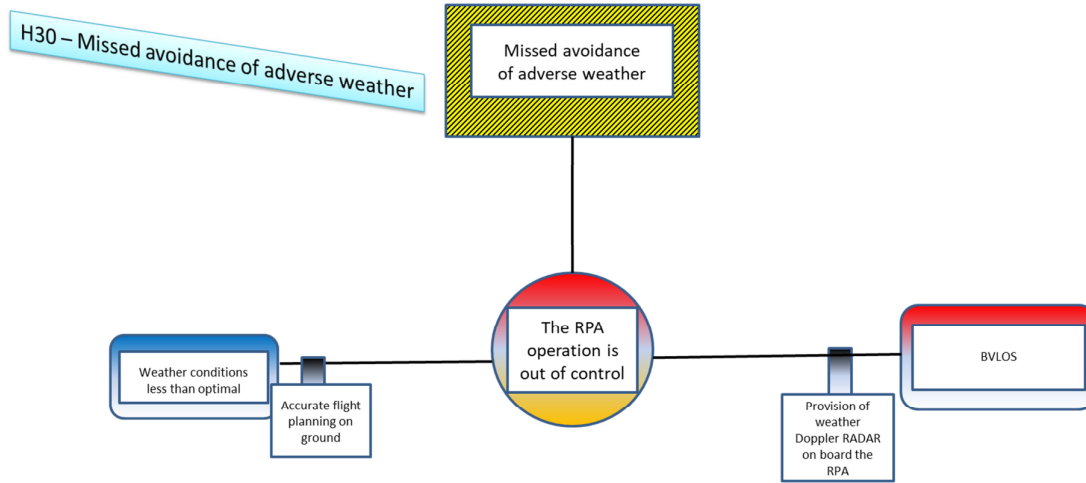 H30 – Missed avoidance of adverse weather
Missed avoidance
of adverse weather
The RPA
operation is
out of control
Weather conditions
less than optimal
Accurate flight
planning on
ground
BVLOS
Provision of
weather
Doppler RADAR
on board the
RPA